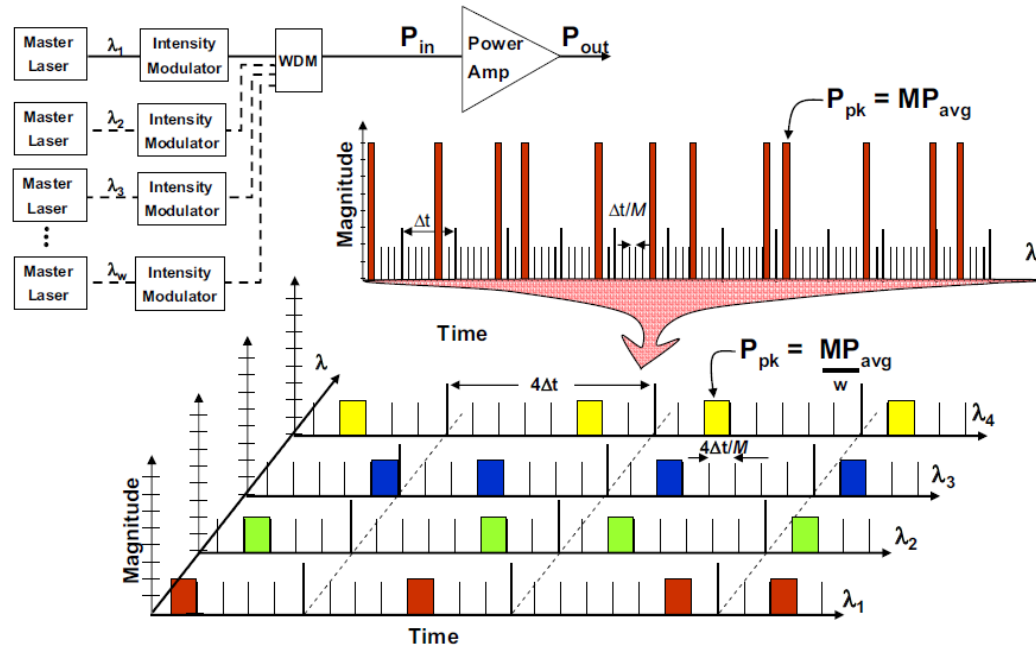 Master
Laser
λ1
Intensity
Modulator
WDM
Pin
Power
Amp
Pout
Master
Laser
λ2
Intensity
Modulator
Master
Laser
λ3
Intensity
Modulator
Master
Laser
λw
Intensity
Modulator
Ppk = MPavg
Magnitude
Δt
Δt/M
λ
Time
Ppk = MPavg
w
λ
4Δt
λ4
4Δt/M
λ3
λ2
Magnitude
λ1
Time